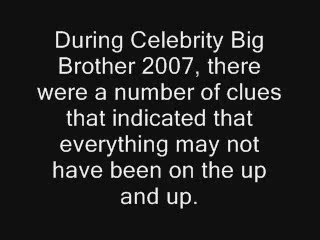 During Celebrity Big
Brother 2007, there
were a number of clues
that indicated that
everything may not
have been on the up
and up.